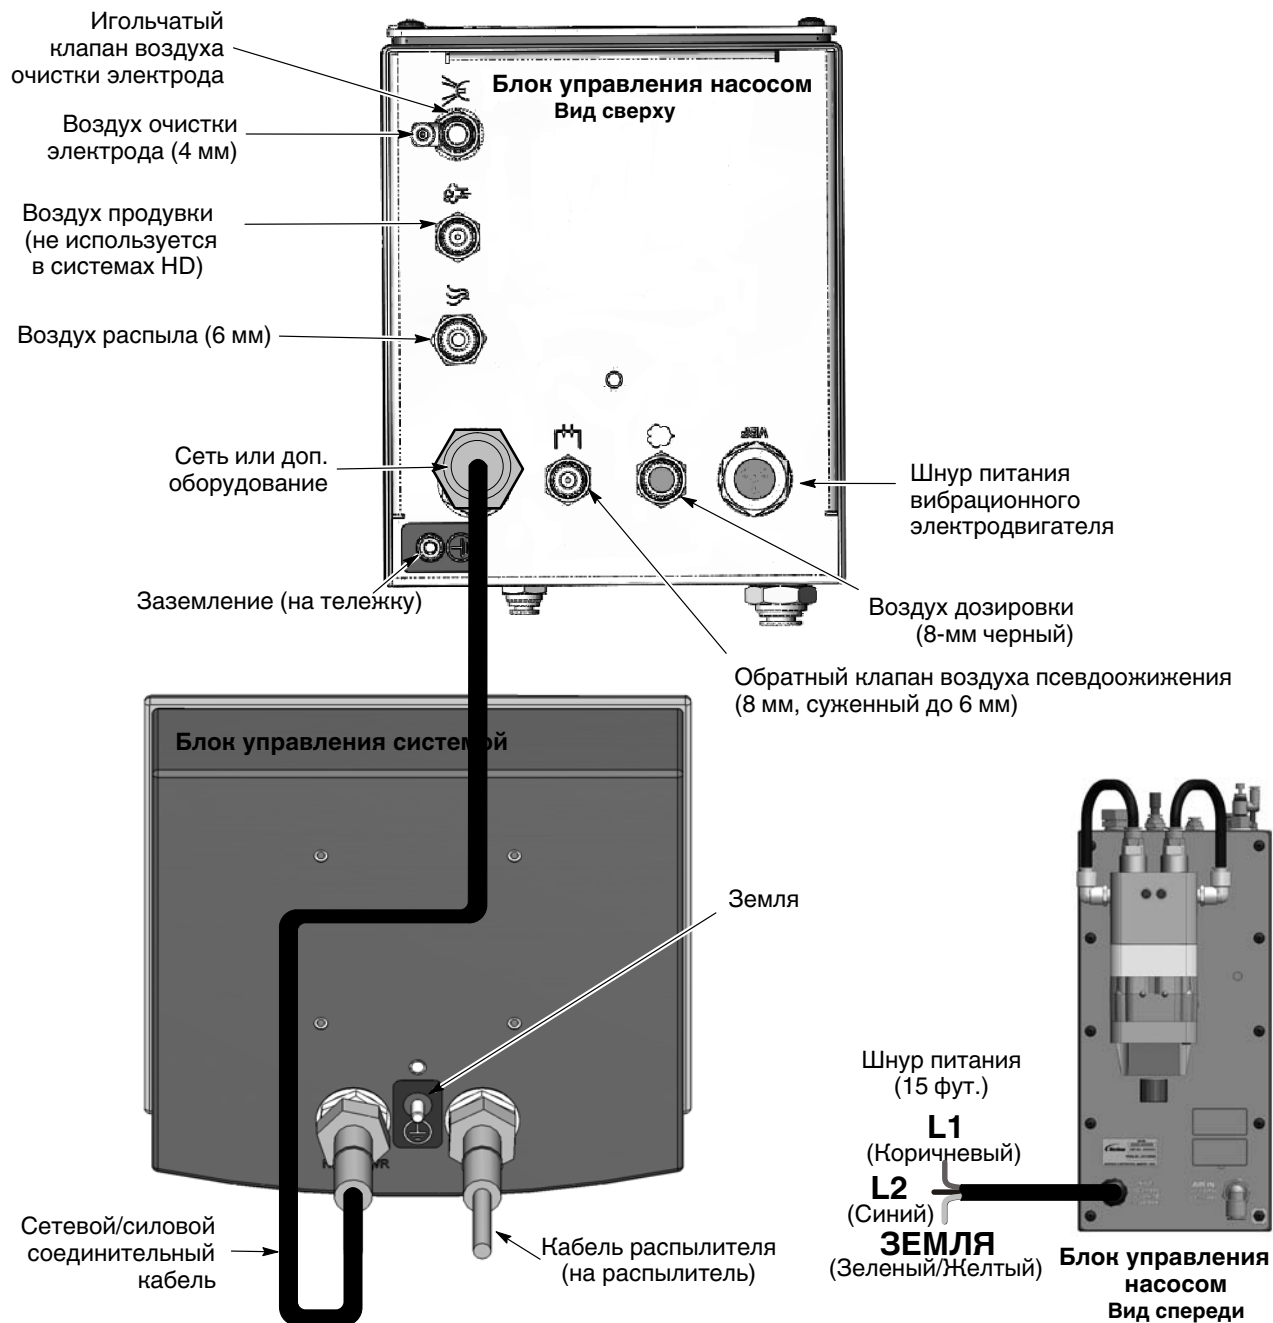 Игольчатый
клапан воздуха
очистки электрода
Блок управления насосом
Вид сверху
Воздух очистки
электрода (4 мм)
Воздух продувки
(не используется
в системах HD)
Воздух распыла (6 мм)
Сеть или доп.
оборудование
Шнур питания
вибрационного
электродвигателя
Заземление (на тележку)
Воздух дозировки
(8-мм черный)
Обратный клапан воздуха псевдоожижения
(8 мм, суженный до 6 мм)
Блок управления системой
Земля
Шнур питания
(15 фут.)
L1
(Коричневый)
L2
(Синий)
ЗЕМЛЯ
(Зеленый/Желтый)
Сетевой/силовой
соединительный
кабель
Кабель распылителя
(на распылитель)
AIR IN
Блок управления
насосом
Вид спереди